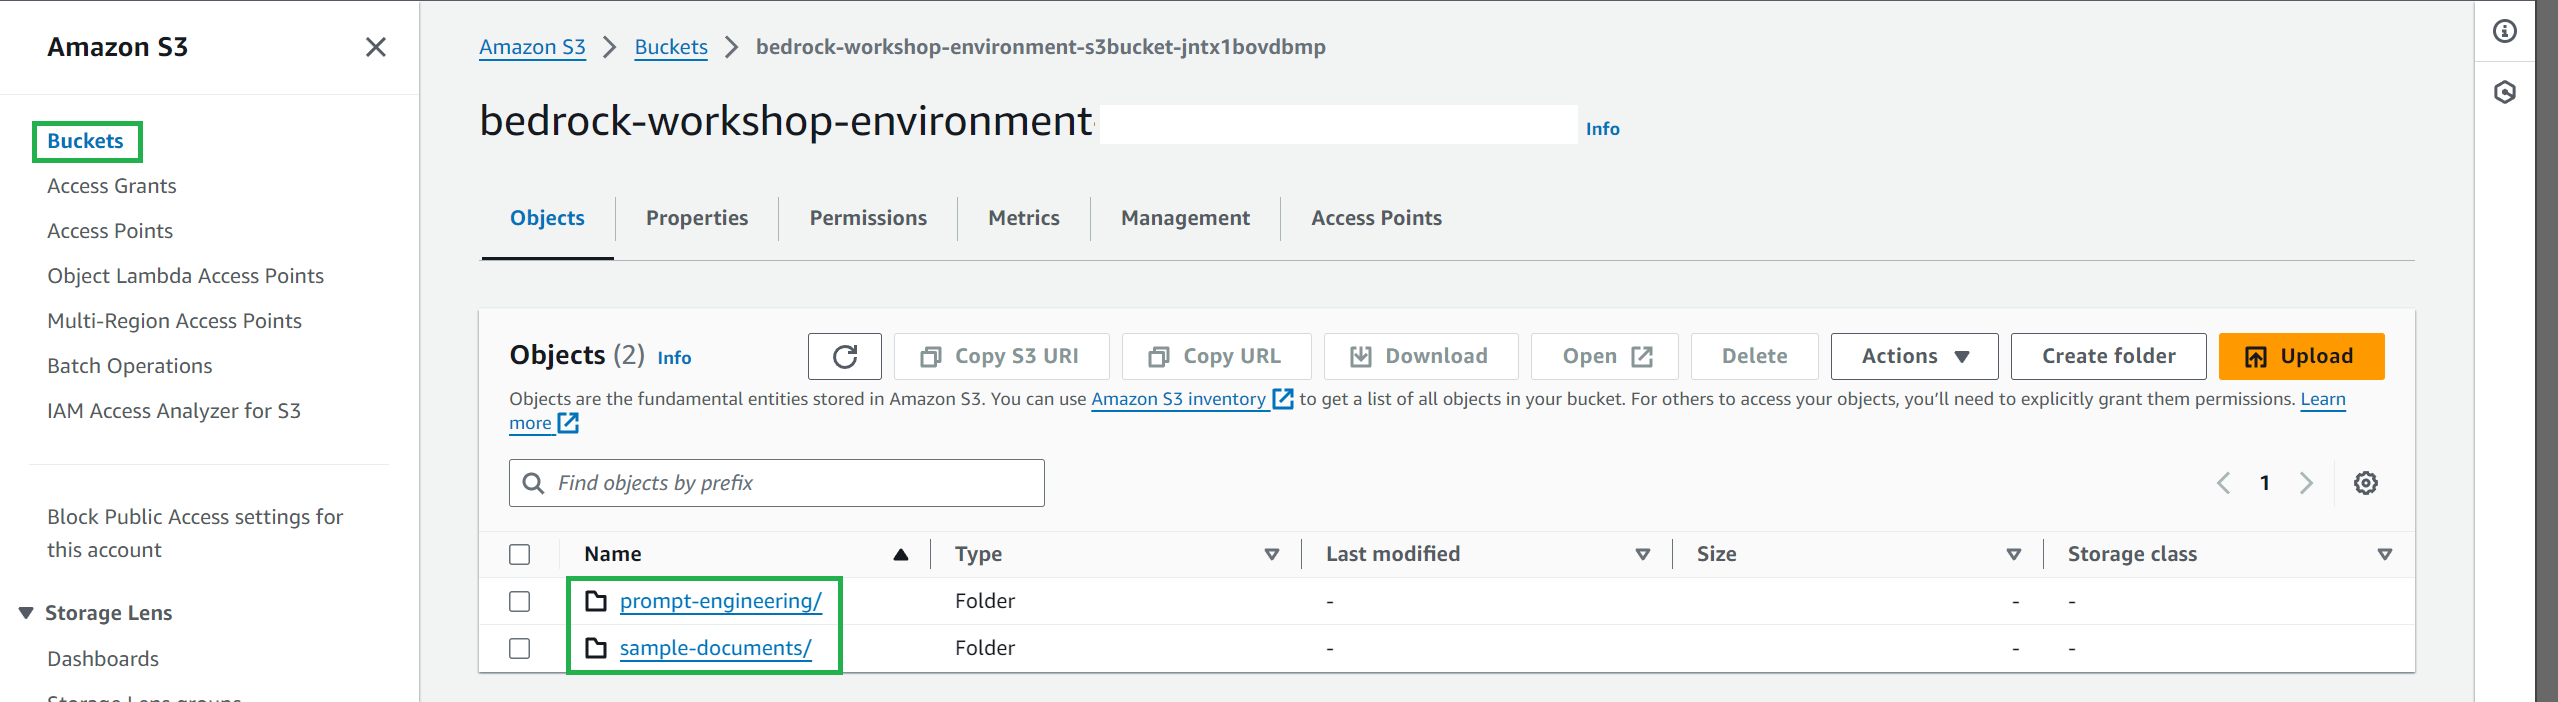 Amazon S3
Buckets
Access Grants
Access Points
Object Lambda Access Points
Multi-Region Access Points
Batch Operations
IAM Access Analyzer for S3
Block Public Access settings for
this account
Storage Lens
Dashboards
Storage Lens groups
Amazon S3 Buckets bedrock-workshop-environment-s3bucket-jntx1bovdbmp
bedrock-workshop-environment- Info
Objects Properties Permissions Metrics Management Access Points
Objects (2) Info Copy S3 URI Copy URL Download Open Delete Actions Create folder Upload
Objects are the fundamental entities stored in Amazon S3. You can use Amazon S3 inventory to get a list of all objects in your bucket. For others to access your objects, you’ll need to explicitly grant them permissions. Learn
more
Find objects by prefix 1
Name Type Last modified Size Storage class
prompt-engineering/ Folder - - -
sample-documents/ Folder - - -